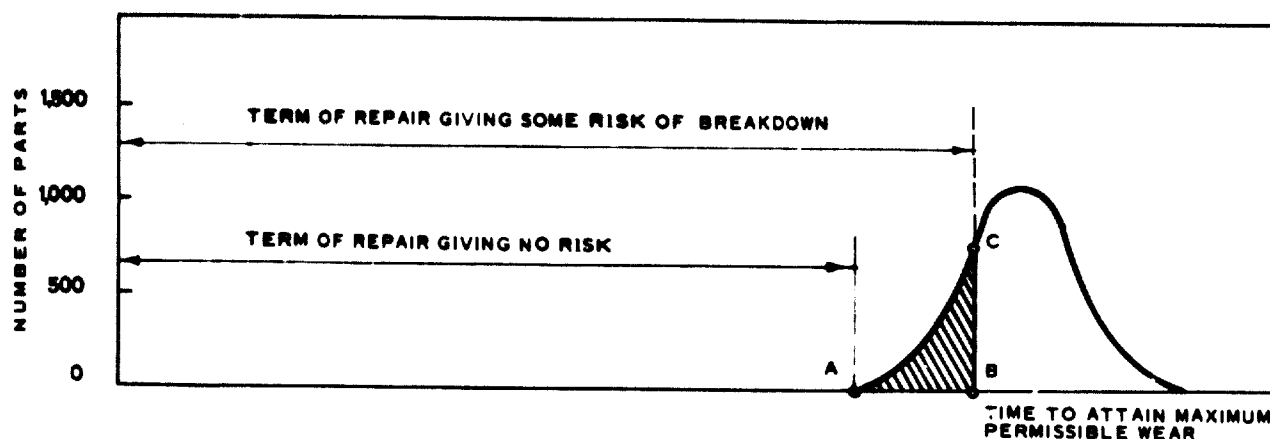 NUMBER OF PARTS
1,500
1,000
500
0
TERM OF REPAIR GIVING SOME RISK OF BREAKDOWN
TERM OF REPAIR GIVING NO RISK
C
A
B
TIME TO ATTAIN MAXIMUM
PERMISSIBLE WEAR